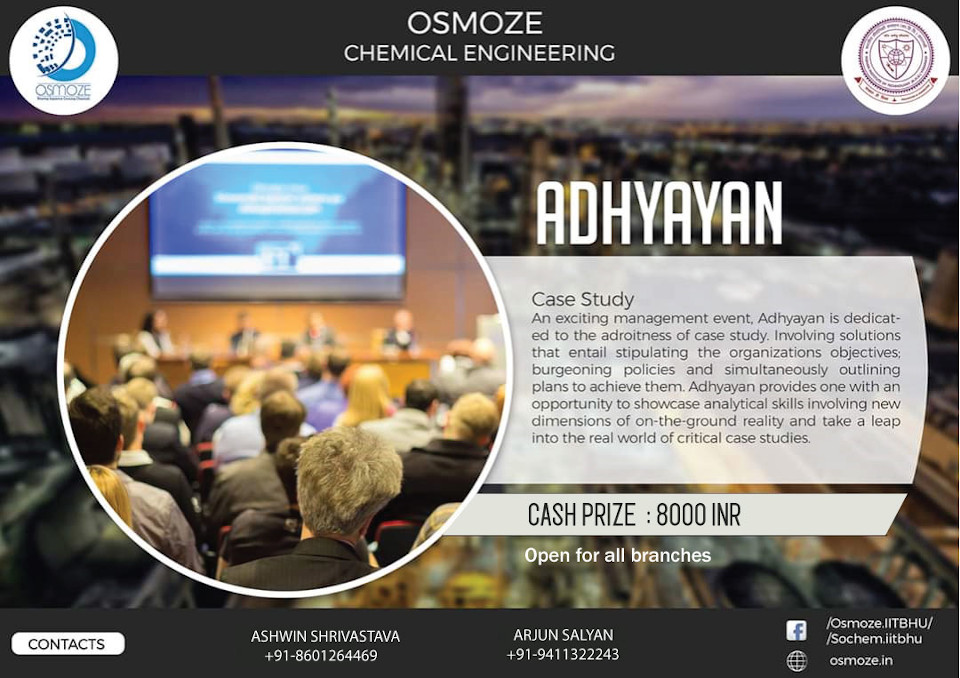 OSMOZE
CHEMICAL ENGINEERING
OSMOZE
ADHYAYAN
Case Study
An exciting management event, Adhyayan is dedicat-
ed to the adroitness of case study. Involving solutions
that entail stipulating the organizations objectives;
burgeoning policies and simultaneously outlining
plans to achieve them. Adhyayan provides one with an
opportunity to showcase analytical skills involving new
dimensions of on-the-ground reality and take a leap
into the real world of critical case studies.
CASH PRIZE : 8000 INR
Open for all branches
CONTACTS
ASHWIN SHRIVASTAVA
+91-8601264469
ARJUN SALYAN
+91-9411322243
/Osmoze.IITBHU/
/Sochem.iitbhu
osmoze.in